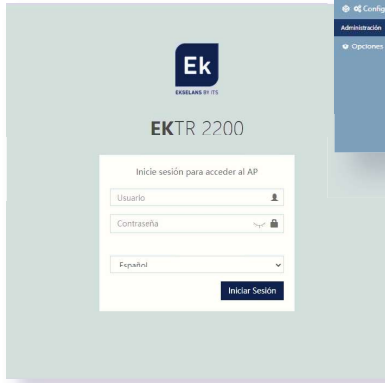 Config
Administración
Opciones
Ek
EKSELANS BY ITS
EKTR 2200
Inicie sesión para acceder al AP
Usuario
Contraseña
Español
Iniciar Sesión